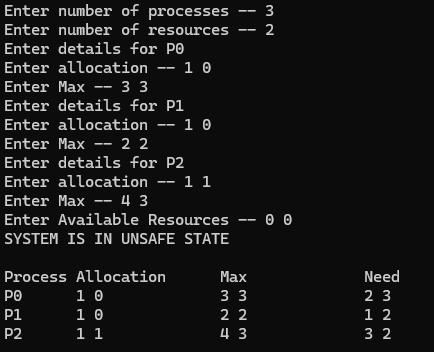 Enter number of processes -- 3
Enter number of resources -- 2
Enter details for P0
Enter allocation -- 1 0
Enter Max -- 3 3
Enter details for P1
Enter allocation -- 1 0
Enter Max -- 2 2
Enter details for P2
Enter allocation -- 1 1
Enter Max -- 4 3
Enter Available Resources -- 0 0
SYSTEM IS IN UNSAFE STATE
Process Allocation Max Need
P0 1 0 3 3 2 3
P1 1 0 2 2 1 2
P2 1 1 4 3 3 2